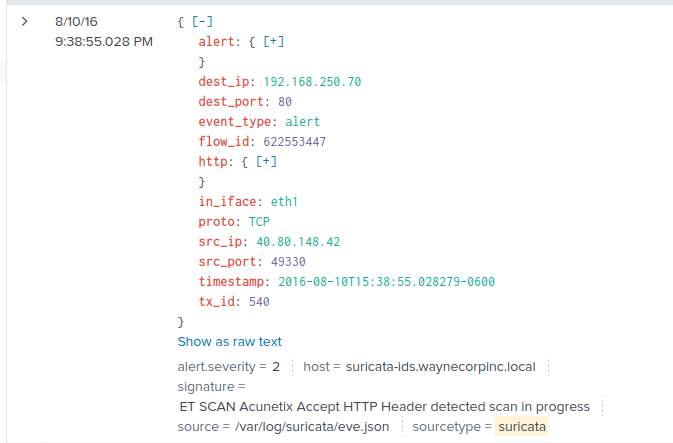 > 8/10/16 { [-]
9:38:55.028 PM alert: { [+]
}
dest_ip: 192.168.250.70
dest_port: 80
event_type: alert
flow_id: 622553447
http: { [+]
}
in_iface: eth1
proto: TCP
src_ip: 40.80.148.42
src_port: 49330
timestamp: 2016-08-10T15:38:55.028279-0600
tx_id: 540
}
Show as raw text
alert.severity = 2 host = suricata-ids.waynecorpinc.local
signature =
ET SCAN Acunetix Accept HTTP Header detected scan in progress
source = /var/log/suricata/eve.json sourcetype = suricata